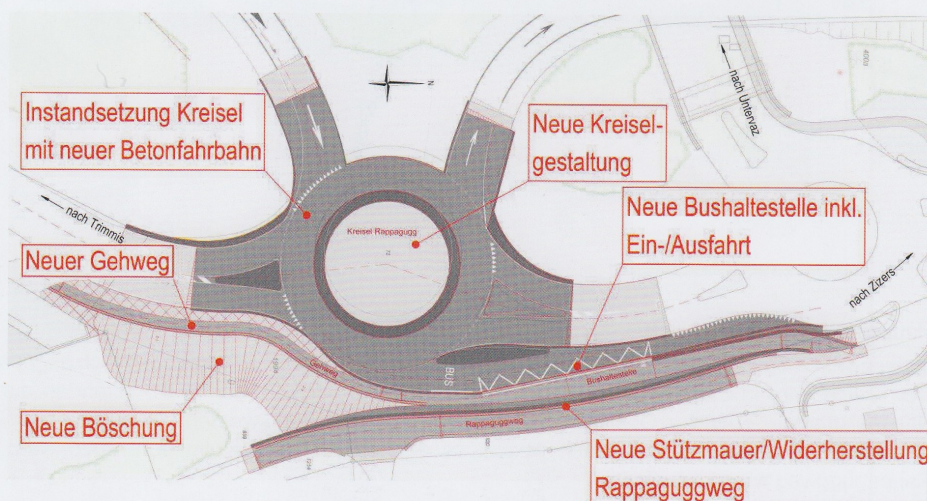 Instandsetzung Kreisel
mit neuer Betonfahrbahn
Neue Kreisel-
gestaltung
Neue Bushaltestelle inkl.
Ein-/Ausfahrt
nach Untervaz
nach Trimmis
nach Zizers
N
Kreisel Rappagugg
Neuer Gehweg
Gehweg
BUS
Bushaltestelle
Rappaguggweg
Neue Böschung
Neue Stützmauer/Widerherstellung
Rappaguggweg